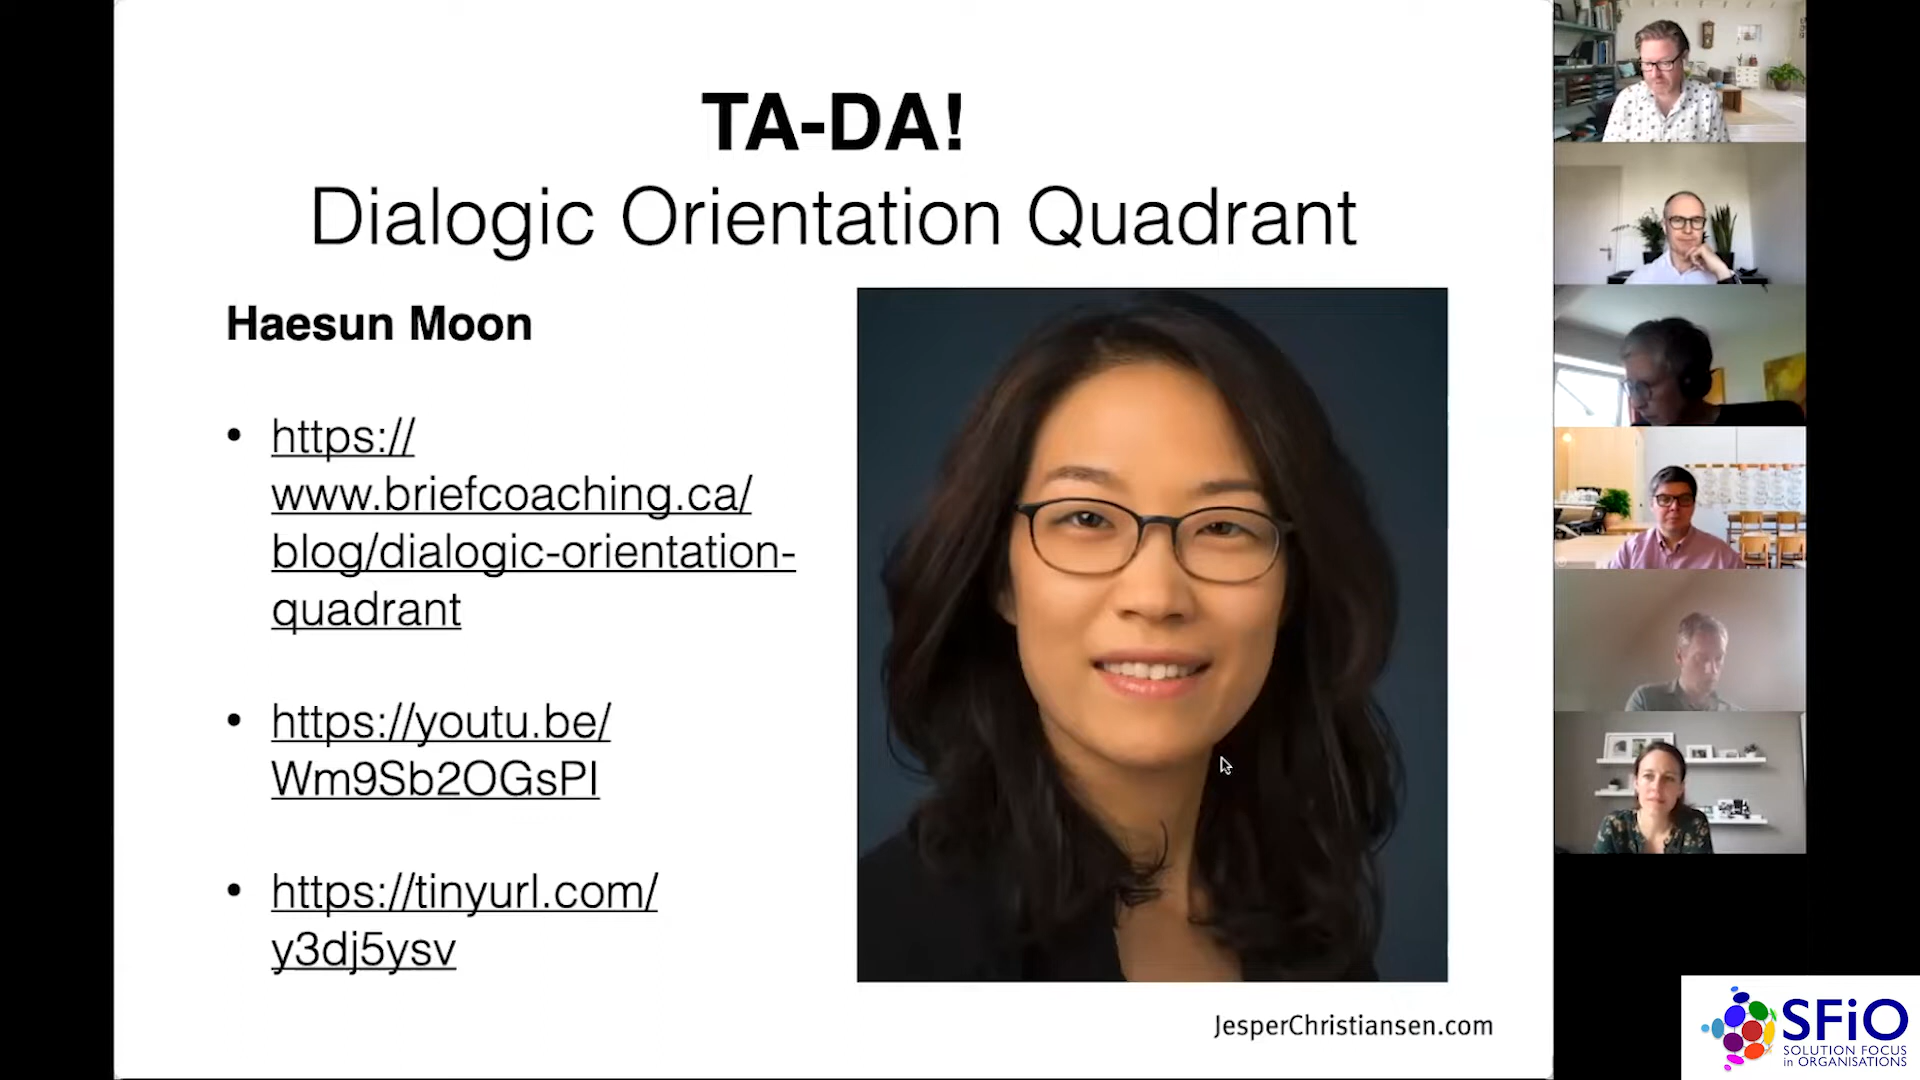 TA-DA!
Dialogic Orientation Quadrant
Haesun Moon
• https://
www.briefcoaching.ca/
blog/dialogic-orientation-
quadrant
• https://youtu.be/
Wm9Sb2OGsPI
• https://tinyurl.com/
y3dj5ysv
JesperChristiansen.com
SFiO
SOLUTION FOCUS
in ORGANISATIONS